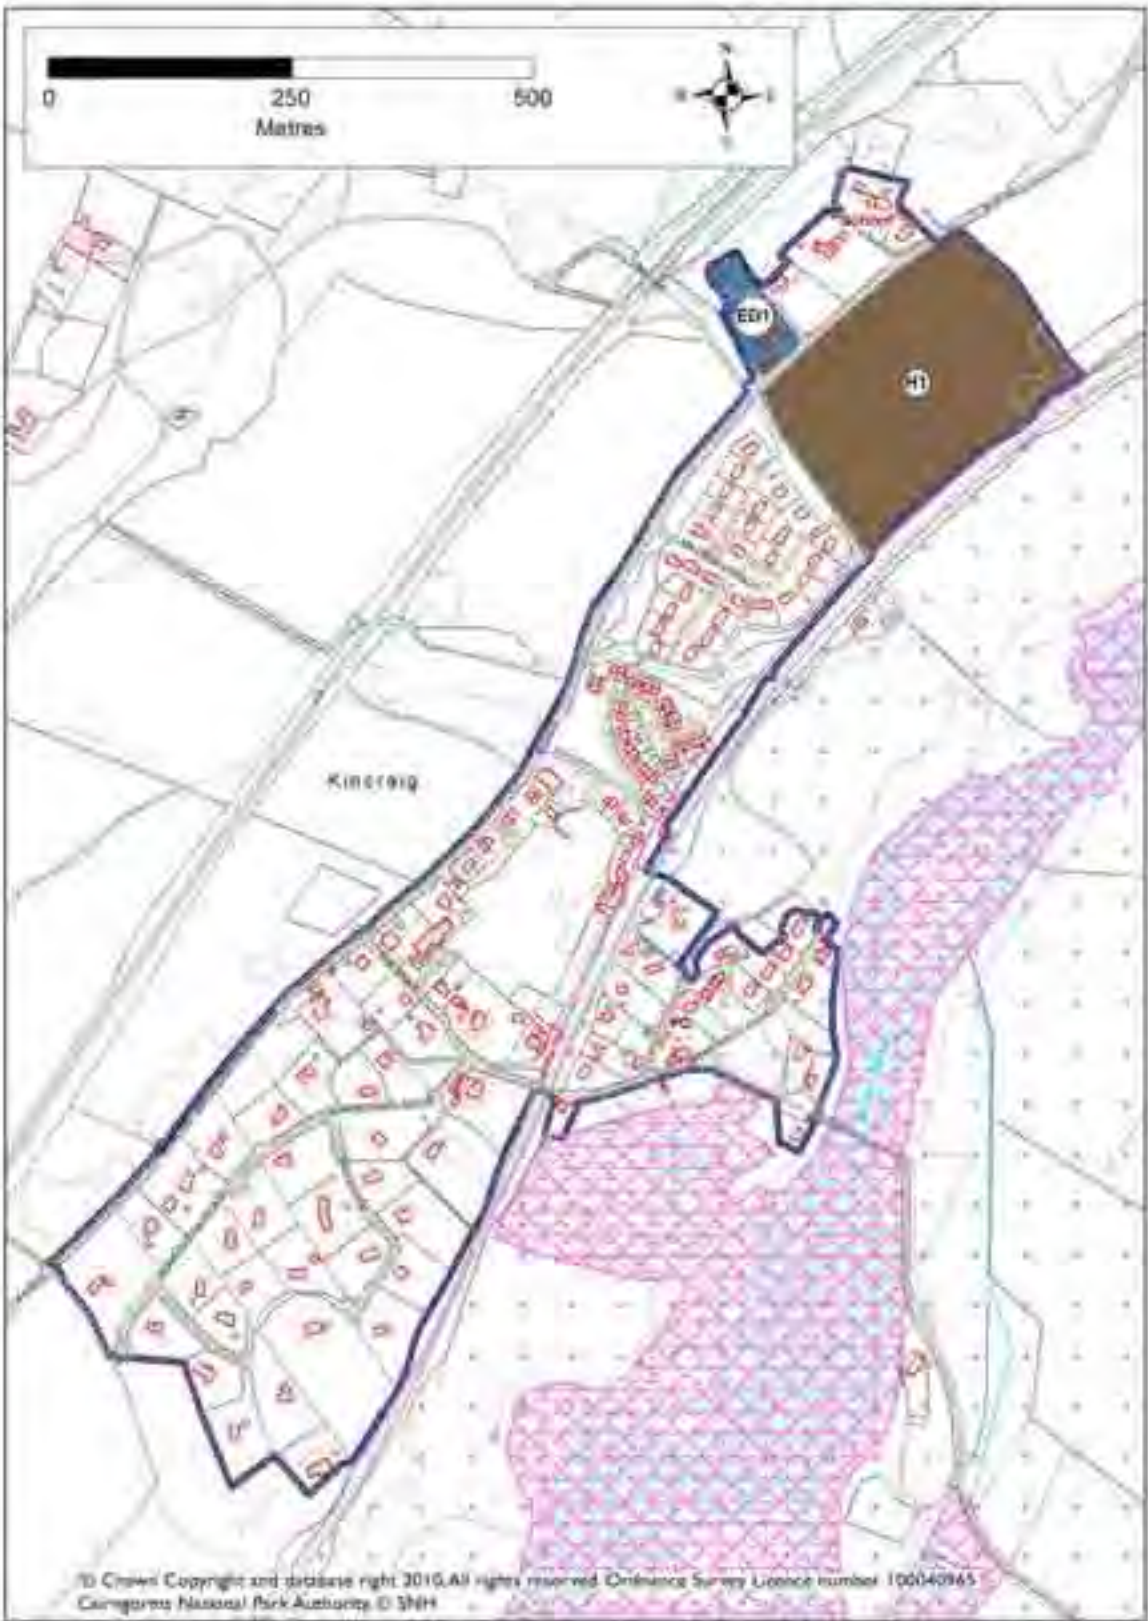 0 250 500
Metres
N
ED1
H1
Kincraig
© Crown Copyright and database right 2010. All rights reserved Ordnance Survey Licence number 100040965
Cairngorms National Park Authority © SNH